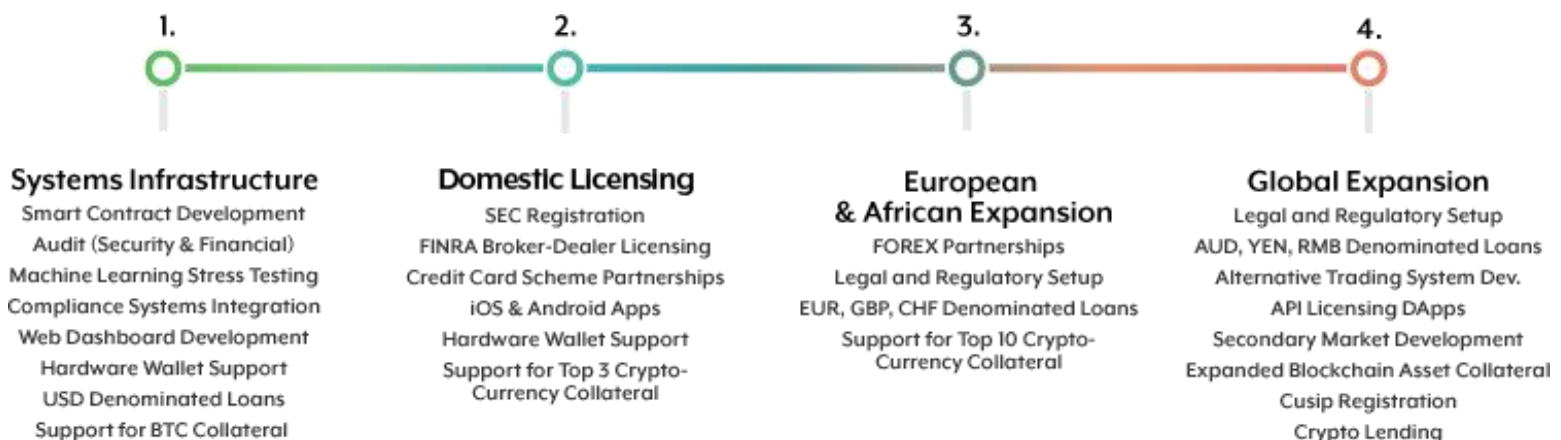 1.
Systems Infrastructure
Smart Contract Development
Audit (Security & Financial)
Machine Learning Stress Testing
Compliance Systems Integration
Web Dashboard Development
Hardware Wallet Support
USD Denominated Loans
Support for BTC Collateral
2.
Domestic Licensing
SEC Registration
FINRA Broker-Dealer Licensing
Credit Card Scheme Partnerships
iOS & Android Apps
Hardware Wallet Support
Support for Top 3 Crypto-
Currency Collateral
3.
European
& African Expansion
FOREX Partnerships
Legal and Regulatory Setup
EUR, GBP, CHF Denominated Loans
Support for Top 10 Crypto-
Currency Collateral
4.
Global Expansion
Legal and Regulatory Setup
AUD, YEN, RMB Denominated Loans
Alternative Trading System Dev.
API Licensing DApps
Secondary Market Development
Expanded Blockchain Asset Collateral
Cusip Registration
Crypto Lending